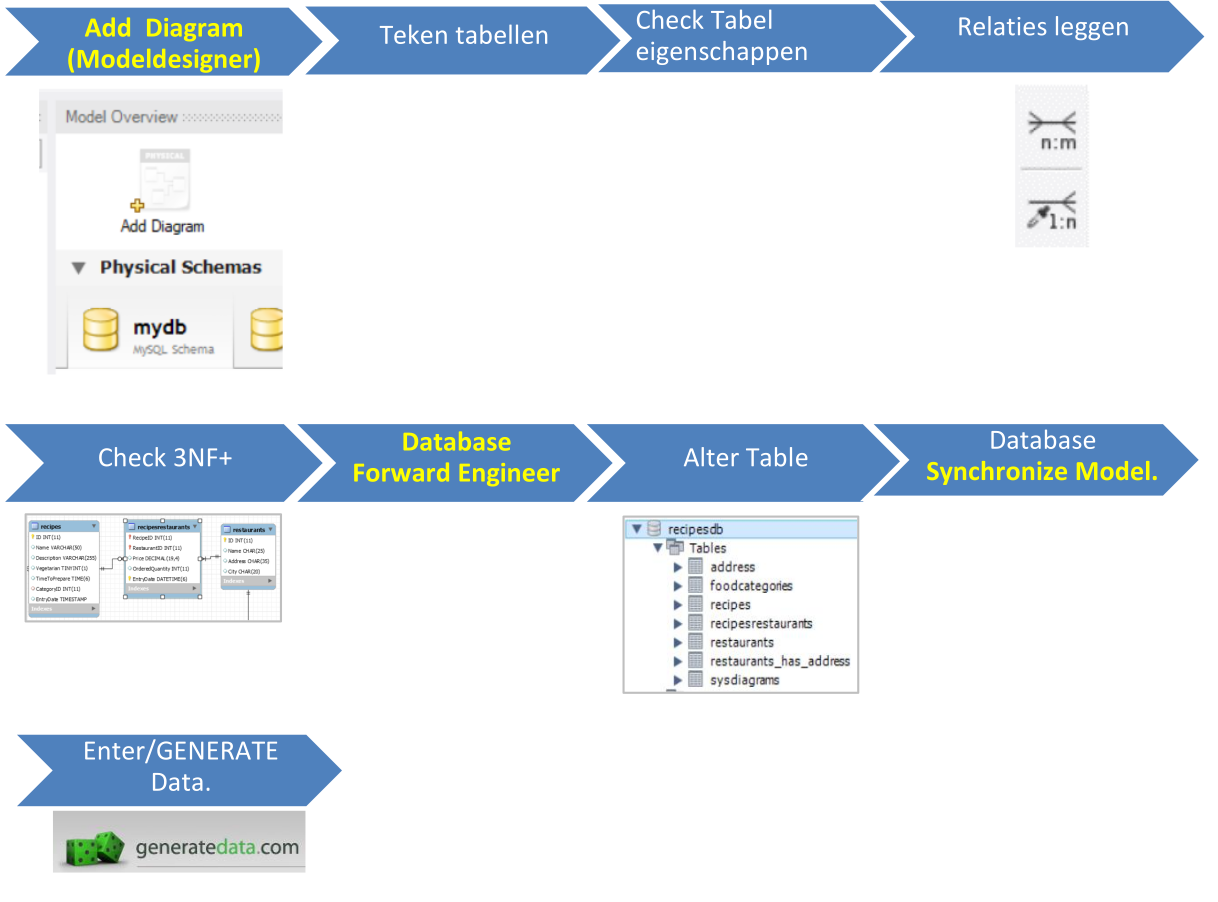 Add Diagram
(Modeldesigner)
Teken tabellen
Check Tabel
eigenschappen
Relaties leggen
Model Overview
PHYSICAL
Add Diagram
Physical Schemas
mydb
MySQL Schema
n:m
1:n
Check 3NF+
Database
Forward Engineer
Alter Table
Database
Synchronize Model.
recipes
ID INT(11)
Name VARCHAR(50)
Description VARCHAR(255)
Vegetarian TINYINT(1)
TimeToPrepare TIME(6)
CategoryID INT(11)
EntryDate TIMESTAMP
Indexes
recipesrestaurants
RecipeID INT(11)
RestaurantID INT(11)
Price DECIMAL(19,4)
OrderedQuantity INT(11)
EntryDate DATETIME(6)
Indexes
restaurants
ID INT(11)
Name CHAR(25)
Address CHAR(35)
City CHAR(20)
Indexes
recipesdb
Tables
address
foodcategories
recipes
recipesrestaurants
restaurants
restaurants_has_address
sysdiagrams
Enter/GENERATE
Data.
generatedata.com